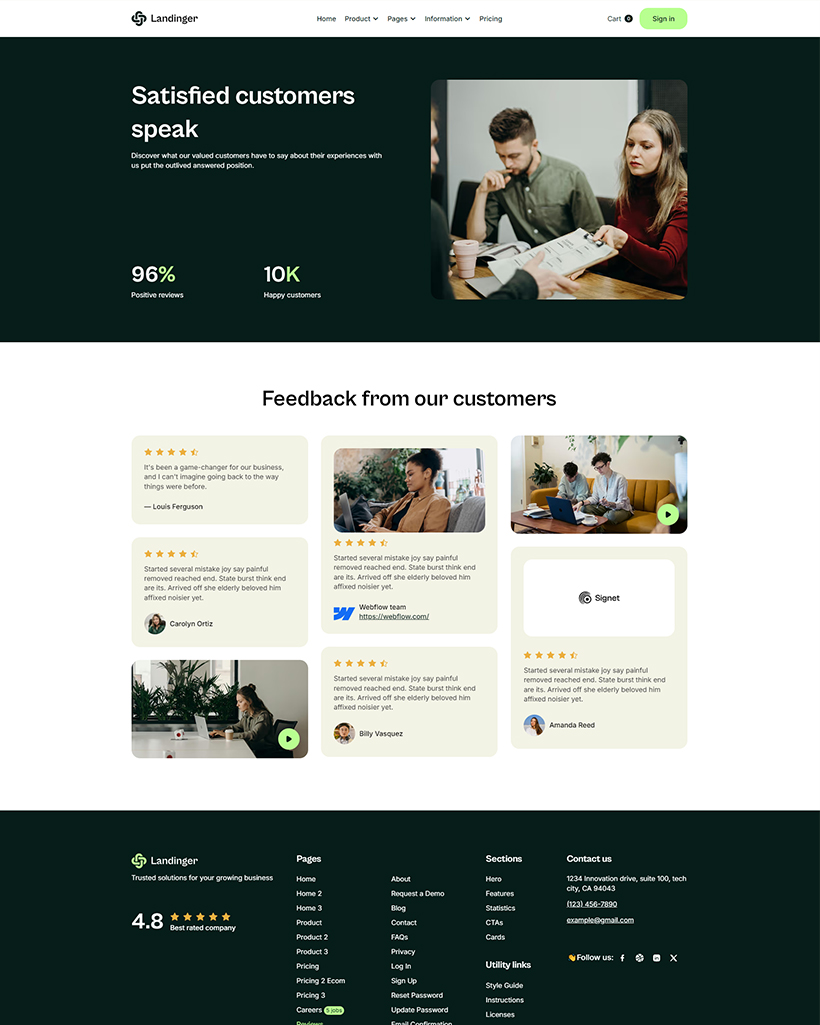 Landinger
Home
Product
Pages
Information
Pricing
Cart 0
Sign in
Satisfied customers
speak
Discover what our valued customers have to say about their experiences with
us put the outlived answered position.
96%
Positive reviews
10K
Happy customers
Feedback from our customers
It's been a game-changer for our business,
and I can't imagine going back to the way
things were before.
— Louis Ferguson
Started several mistake joy say painful
removed reached end. State burst think end
are its. Arrived off she elderly beloved him
affixed noisier yet.
Carolyn Ortiz
Started several mistake joy say painful
removed reached end. State burst think end
are its. Arrived off she elderly beloved him
affixed noisier yet.
Webflow team
https://webflow.com/
Started several mistake joy say painful
removed reached end. State burst think end
are its. Arrived off she elderly beloved him
affixed noisier yet.
Billy Vasquez
Signet
Started several mistake joy say painful
removed reached end. State burst think end
are its. Arrived off she elderly beloved him
affixed noisier yet.
Amanda Reed
Landinger
Trusted solutions for your growing business
4.8
Best rated company
Pages
Home
Home 2
Home 3
Product
Product 2
Product 3
Pricing
Pricing 2 Ecom
Pricing 3
Careers 5 jobs
Reviews
About
Request a Demo
Blog
Contact
FAQs
Privacy
Log In
Sign Up
Reset Password
Update Password
Email Confirmation
Sections
Hero
Features
Statistics
CTAs
Cards
Utility links
Style Guide
Instructions
Licenses
Contact us
1234 Innovation drive, suite 100, tech
city, CA 94043
(123) 456-7890
example@gmail.com
👋Follow us: